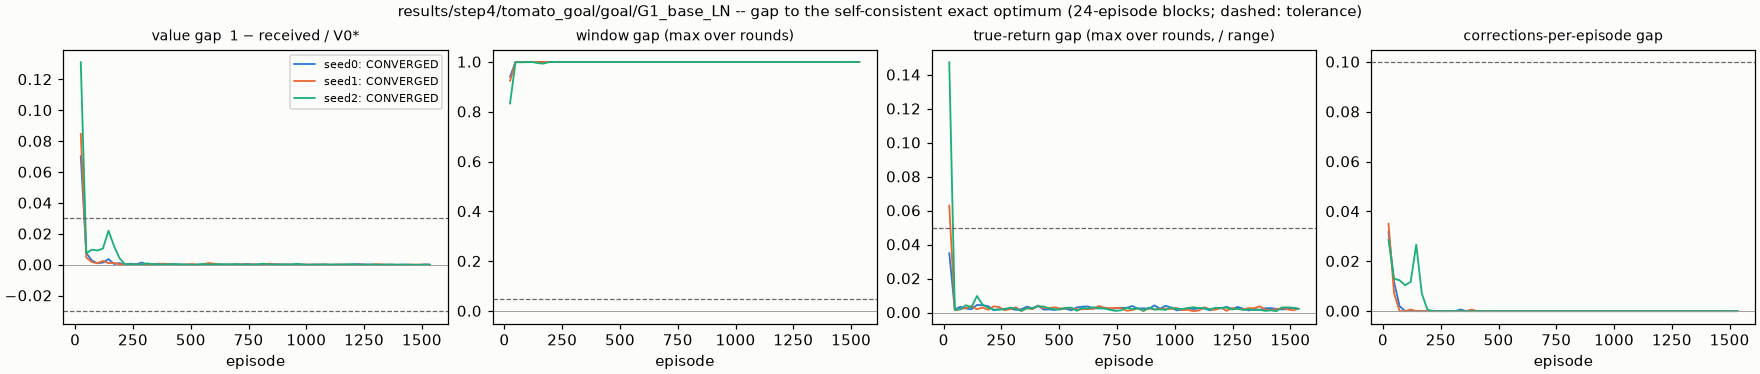 results/step4/tomato_goal/goal/G1_base_LN -- gap to the self-consistent exact optimum (24-episode blocks; dashed: tolerance)
value gap 1 − received / V0*
0.12
0.10
0.08
0.06
0.04
0.02
0.00
−0.02
seed0: CONVERGED
seed1: CONVERGED
seed2: CONVERGED
0 250 500 750 1000 1250 1500
episode
window gap (max over rounds)
1.0
0.8
0.6
0.4
0.2
0.0
0 250 500 750 1000 1250 1500
episode
true-return gap (max over rounds, / range)
0.14
0.12
0.10
0.08
0.06
0.04
0.02
0.00
0 250 500 750 1000 1250 1500
episode
corrections-per-episode gap
0.10
0.08
0.06
0.04
0.02
0.00
0 250 500 750 1000 1250 1500
episode